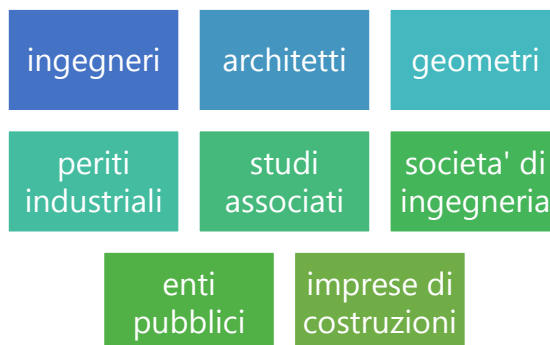 ingegneri
architetti
geometri
periti
industriali
studi
associati
societa' di
ingegneria
enti
pubblici
imprese di
costruzioni